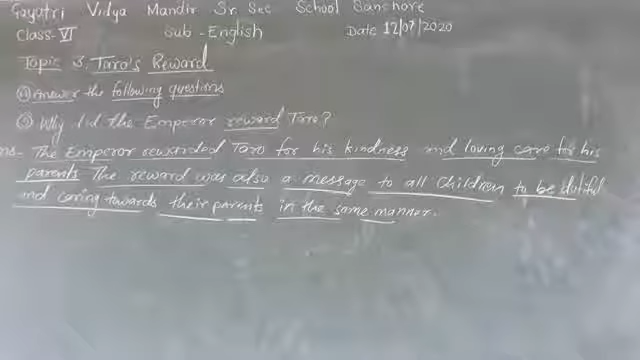 Gayatri Vidya Mandir Sr. Sec School Sanchore
Class-VI Sub - English Date 12/07/2020
Topic 3. Taro's Reward
Answer the following questions
Why did the Emperor reward Taro?
Ans- The Emperor rewarded Taro for his kindness and loving care for his
parents The reward was also a message to all children to be dutiful
and caring towards their parents in the same manner.